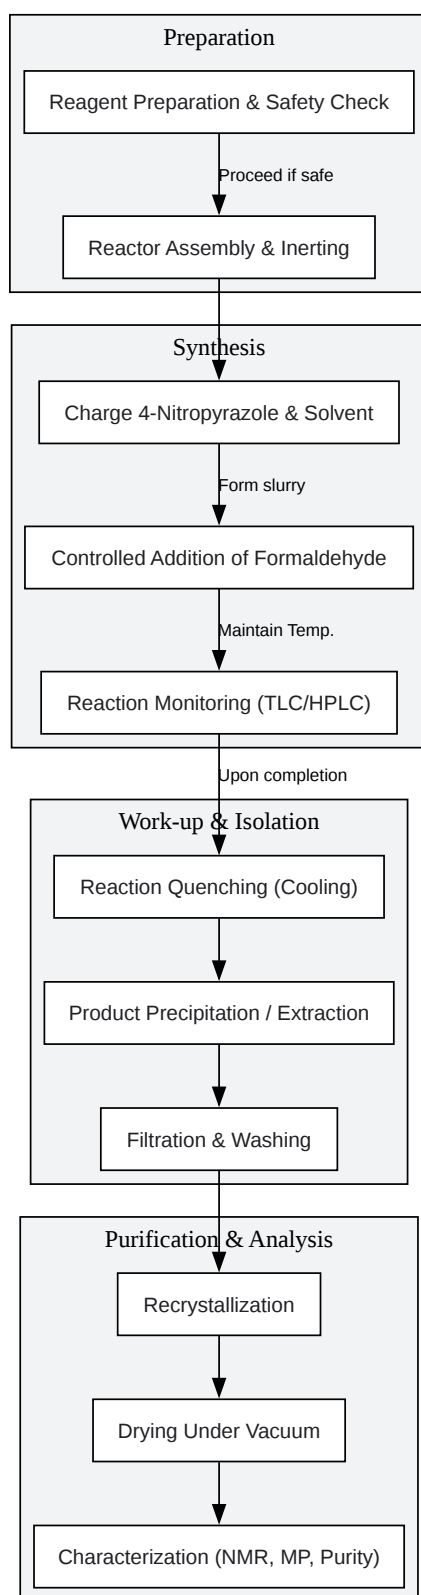 Preparation
Reagent Preparation & Safety Check
Proceed if safe
Reactor Assembly & Inerting
Synthesis
Charge 4-Nitropyrazole & Solvent
Form slurry
Controlled Addition of Formaldehyde
Maintain Temp.
Reaction Monitoring (TLC/HPLC)
Upon completion
Work-up & Isolation
Reaction Quenching (Cooling)
Product Precipitation / Extraction
Filtration & Washing
Purification & Analysis
Recrystallization
Drying Under Vacuum
Characterization (NMR, MP, Purity)